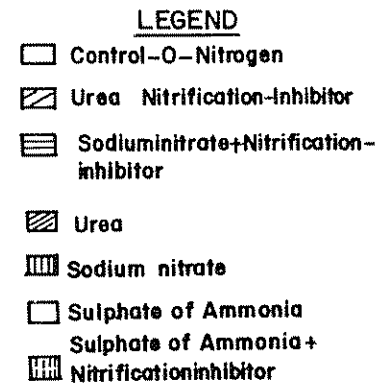 LEGEND
Control-O-Nitrogen
Urea Nitrification-Inhibitor
Sodiuminitrate+Nitrification-
inhibitor
Urea
Sodium nitrate
Sulphate of Ammonia
Sulphate of Ammonia+
Nitrificationinhibitor